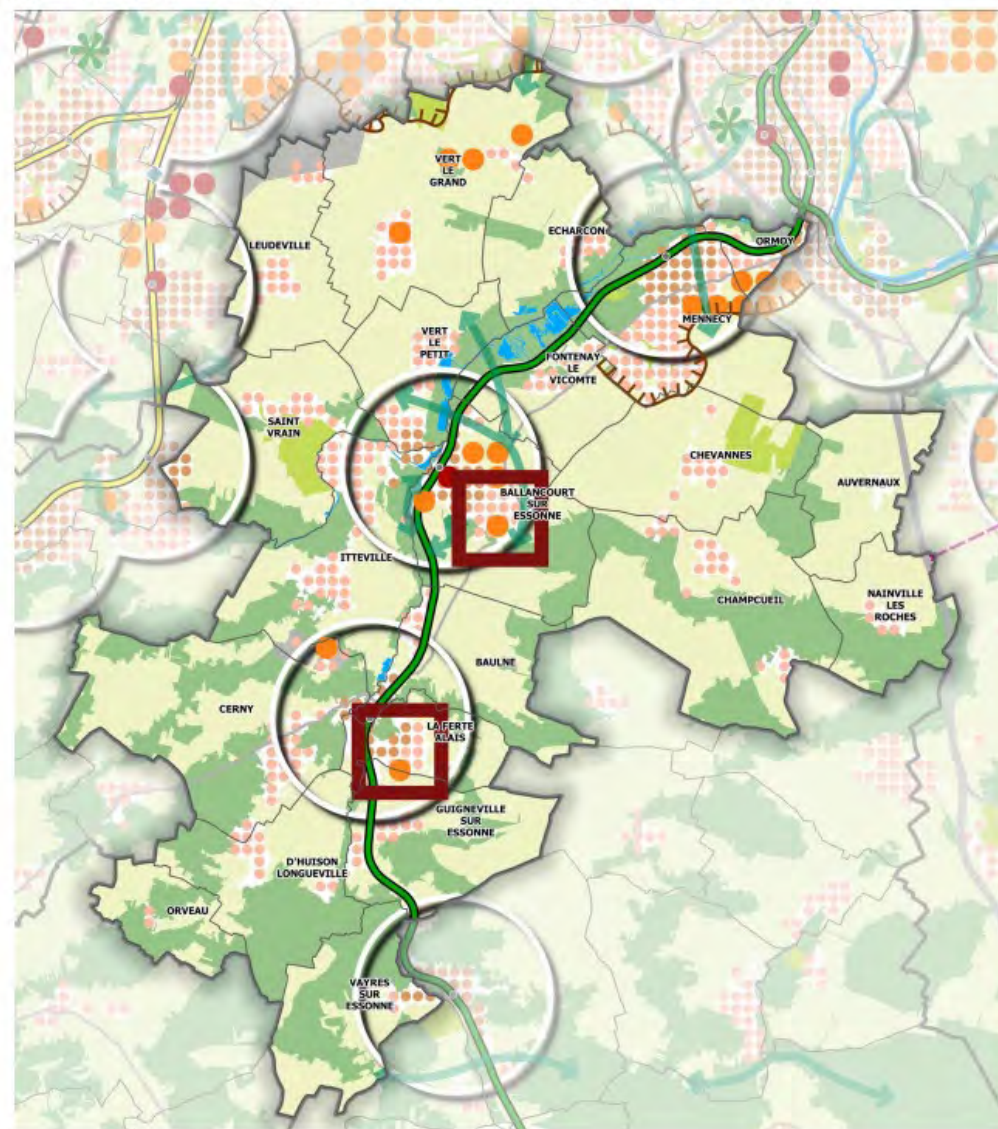 VERT
LE
GRAND
LEUDEVILLE
ECHARCON
ORMOY
MENNECY
VERT
LE
PETIT
FONTENAY
LE
VICOMTE
SAINT
VRAIN
CHEVANNES
AUVERNAUX
BALLANCOURT
SUR
ESSONNE
ITTEVILLE
CHAMPCUEIL
NAINVILLE
LES
ROCHES
BAULNE
CERNY
LA FERTE
ALAIS
GUIGNEVILLE
SUR
ESSONNE
D'HUISON
LONGUEVILLE
ORVEAU
VAYRES
SUR
ESSONNE